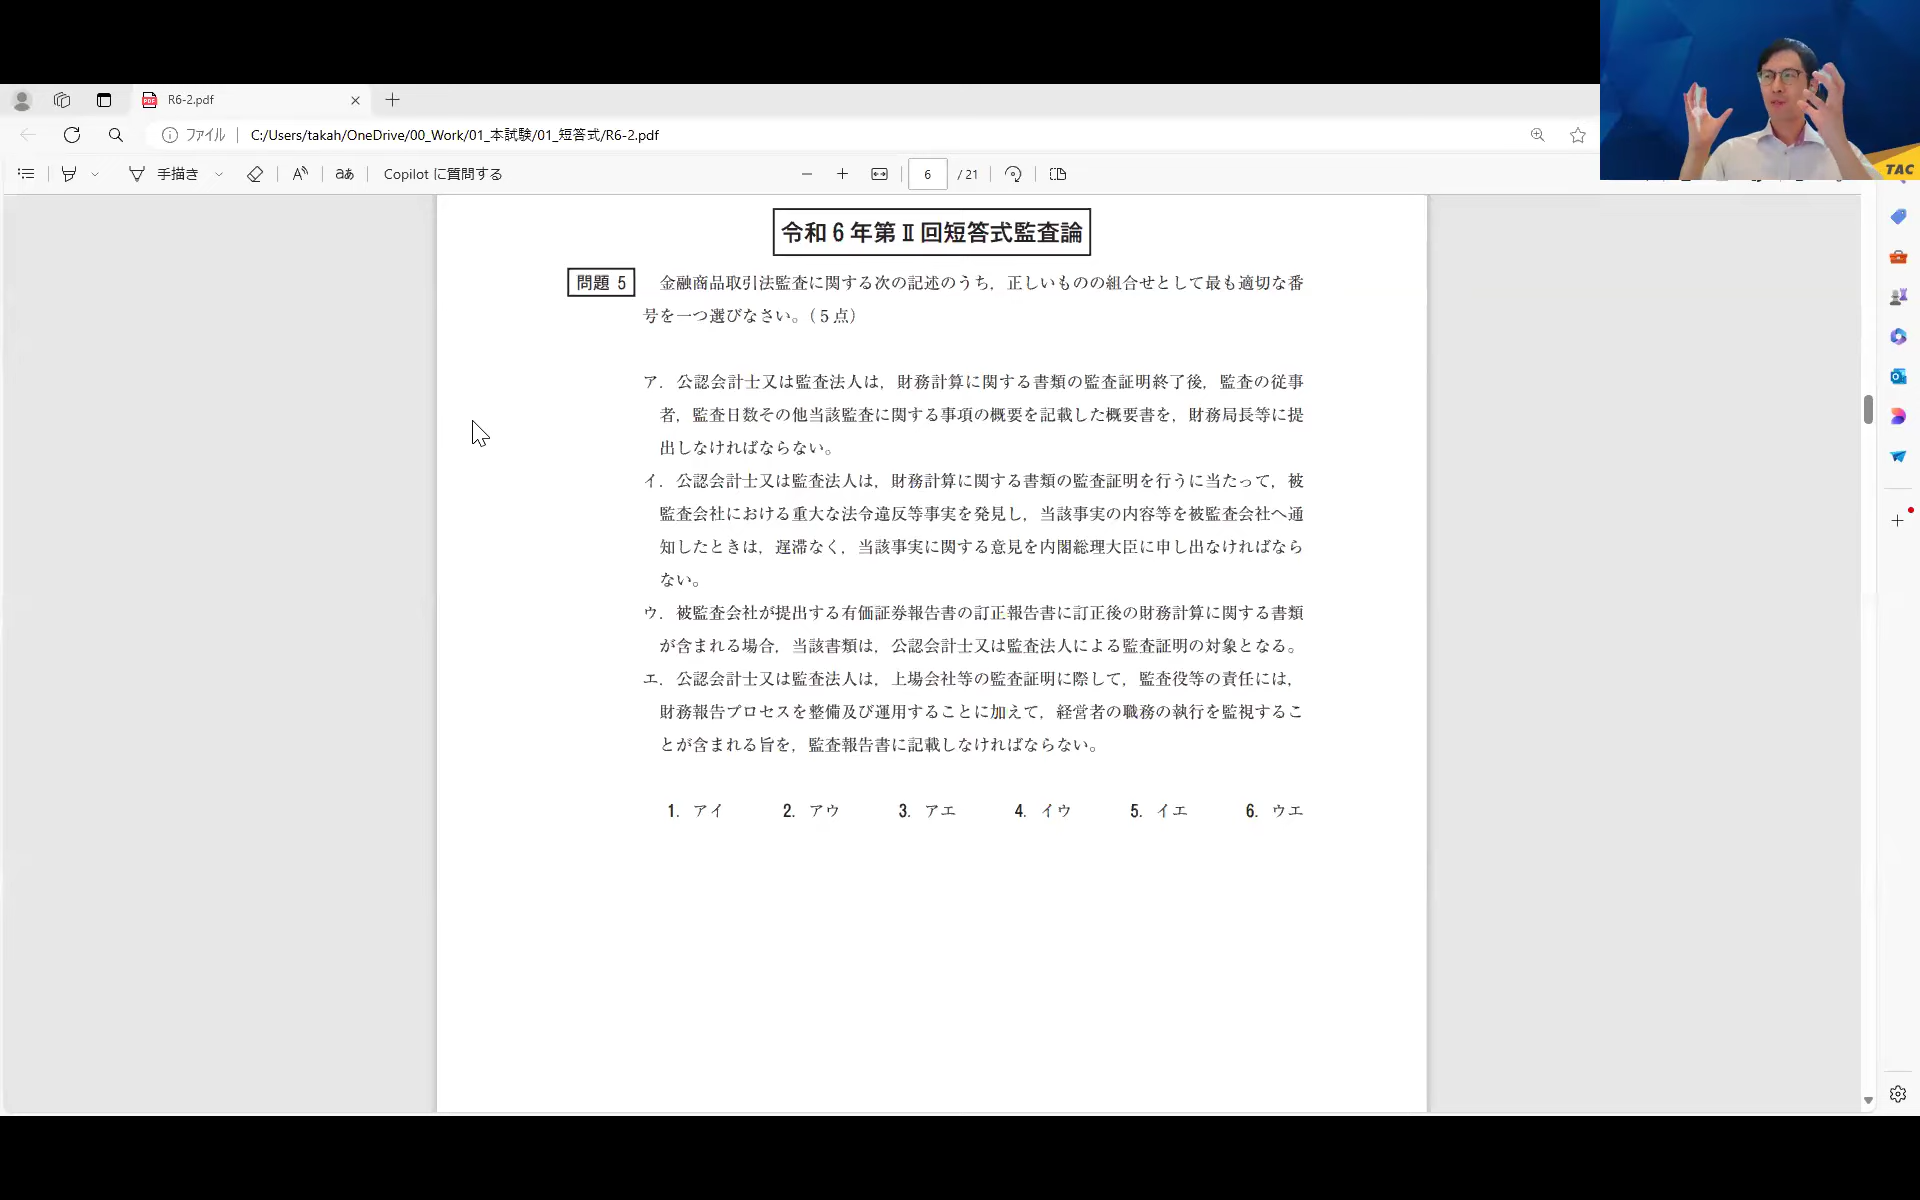 R6-2.pdf
TAC
ファイル
C:/Users/takah/OneDrive/00_Work/01_本試験/01_短答式/R6-2.pdf
手描き
aあ
Copilot に質問する
6
/ 21
令和6年第Ⅱ回短答式監査論
問題 5　金融商品取引法監査に関する次の記述のうち，正しいものの組合せとして最も適切な番
号を一つ選びなさい。（５点）
ア．公認会計士又は監査法人は，財務計算に関する書類の監査証明終了後，監査の従事
者，監査日数その他当該監査に関する事項の概要を記載した概要書を，財務局長等に提
出しなければならない。
イ．公認会計士又は監査法人は，財務計算に関する書類の監査証明を行うに当たって，被
監査会社における重大な法令違反等事実を発見し，当該事実の内容等を被監査会社へ通
知したときは，遅滞なく，当該事実に関する意見を内閣総理大臣に申し出なければなら
ない。
ウ．被監査会社が提出する有価証券報告書の訂正報告書に訂正後の財務計算に関する書類
が含まれる場合，当該書類は，公認会計士又は監査法人による監査証明の対象となる。
エ．公認会計士又は監査法人は，上場会社等の監査証明に際して，監査役等の責任には，
財務報告プロセスを整備及び運用することに加えて，経営者の職務の執行を監視するこ
とが含まれる旨を，監査報告書に記載しなければならない。
1. アイ　2. アウ　3. アエ　4. イウ　5. イエ　6. ウエ